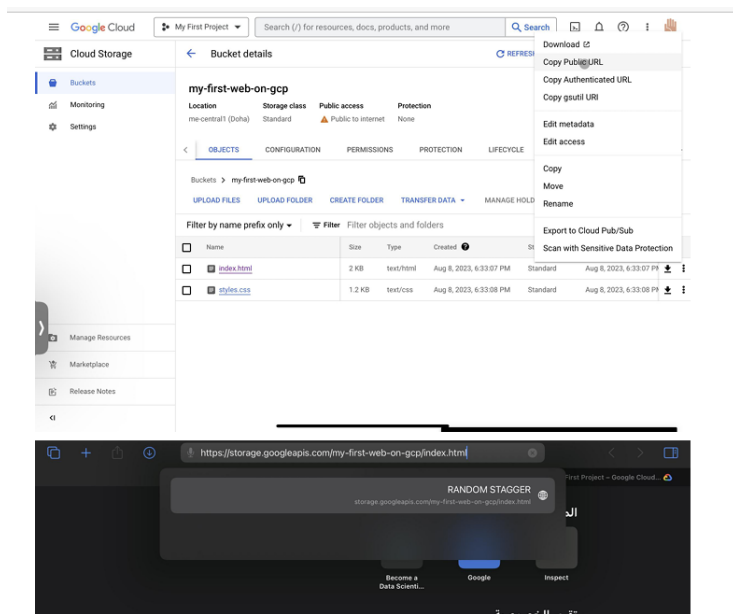 Google Cloud
My First Project
Search (/) for resources, docs, products, and more
Search
Cloud Storage
Bucket details
Buckets
Monitoring
Settings
my-first-web-on-gcp
Location Storage class Public access Protection
me-central1 (Doha) Standard Public to internet None
OBJECTS CONFIGURATION PERMISSIONS PROTECTION LIFECYCLE
Buckets > my-first-web-on-gcp
UPLOAD FILES UPLOAD FOLDER CREATE FOLDER TRANSFER DATA MANAGE HOLD
Filter by name prefix only Filter Filter objects and folders
Name Size Type Created
index.html 2 KB text/html Aug 8, 2023, 6:33:07 PM Standard Aug 8, 2023, 6:33:07 PM
styles.css 1.2 KB text/css Aug 8, 2023, 6:33:08 PM Standard Aug 8, 2023, 6:33:08 PM
Download
Copy Public URL
Copy Authenticated URL
Copy gsutil URI
Edit metadata
Edit access
Copy
Move
Rename
Export to Cloud Pub/Sub
Scan with Sensitive Data Protection
Manage Resources
Marketplace
Release Notes
https://storage.googleapis.com/my-first-web-on-gcp/index.html
First Project – Google Cloud...
RANDOM STAGGER
storage.googleapis.com/my-first-web-on-gcp/index.html
Become a
Data Scienti...
Google
Inspect